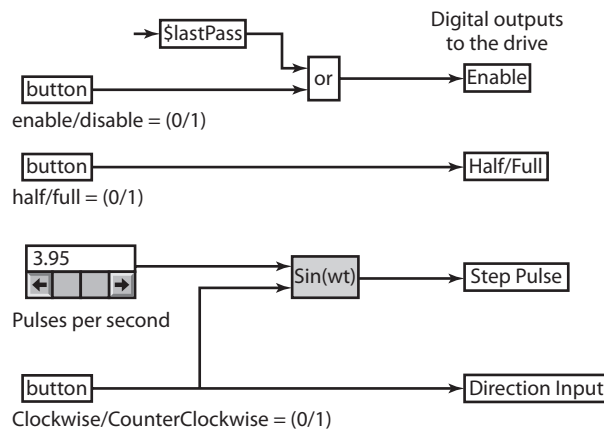 Digital outputs
to the drive
$lastPass
or
Enable
button
enable/disable = (0/1)
button
Half/Full
half/full = (0/1)
3.95
Sin(wt)
Step Pulse
Pulses per second
button
Direction Input
Clockwise/CounterClockwise = (0/1)